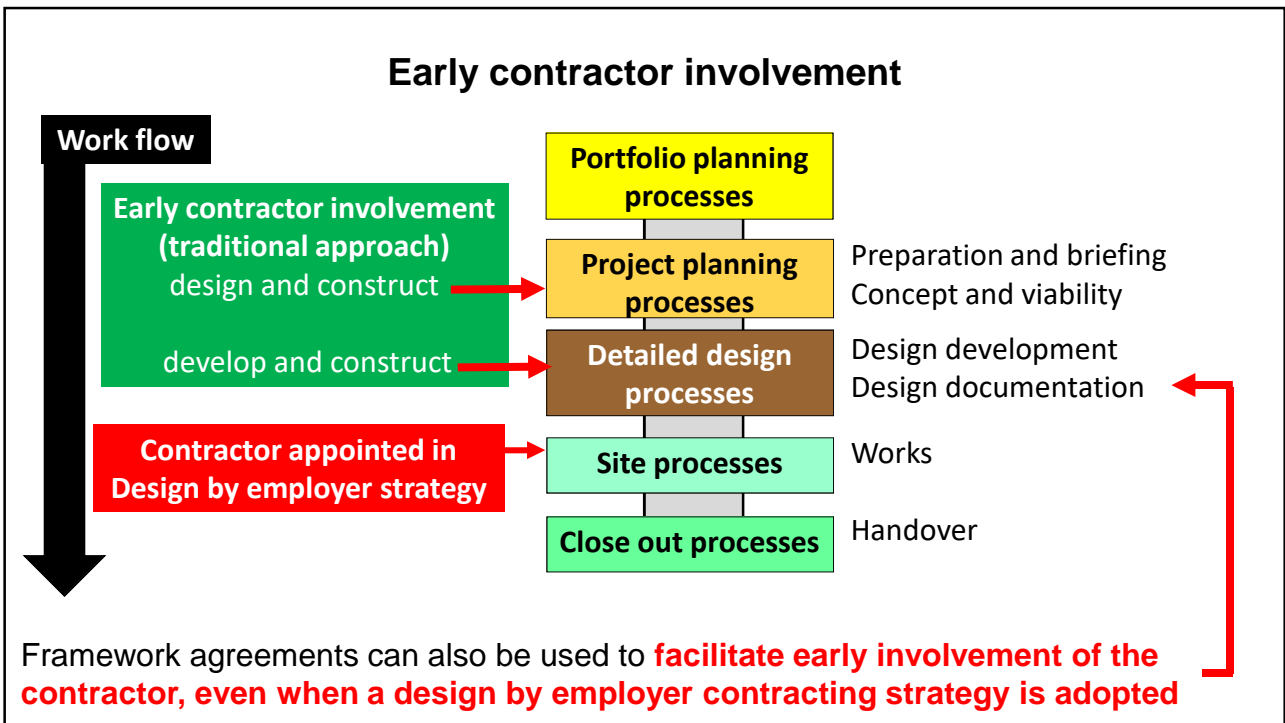 Early contractor involvement
Work flow
Early contractor involvement
(traditional approach)
design and construct
develop and construct
Contractor appointed in
Design by employer strategy
Portfolio planning
processes
Project planning
processes
Preparation and briefing
Concept and viability
Detailed design
processes
Design development
Design documentation
Site processes
Works
Close out processes
Handover
Framework agreements can also be used to facilitate early involvement of the
contractor, even when a design by employer contracting strategy is adopted